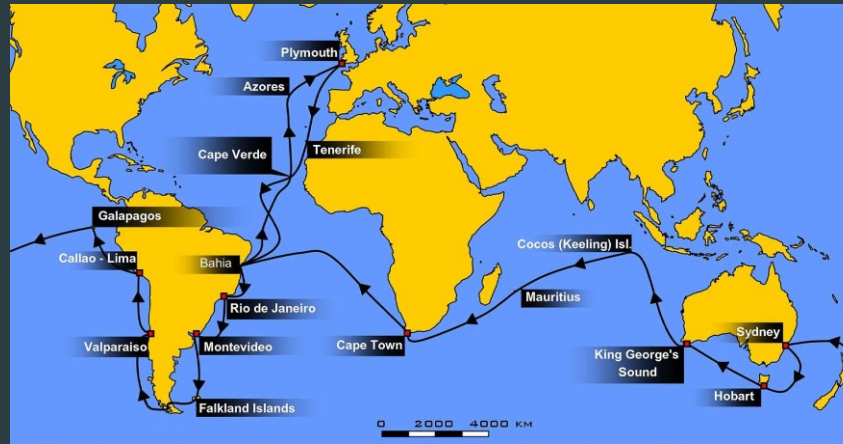 Plymouth
Azores
Cape Verde
Tenerife
Galapagos
Callao - Lima
Bahia
Cocos (Keeling) Isl.
Mauritius
Rio de Janeiro
Valparaiso
Montevideo
Cape Town
King George's
Sound
Sydney
Hobart
Falkland Islands
0 2000 4000 KM